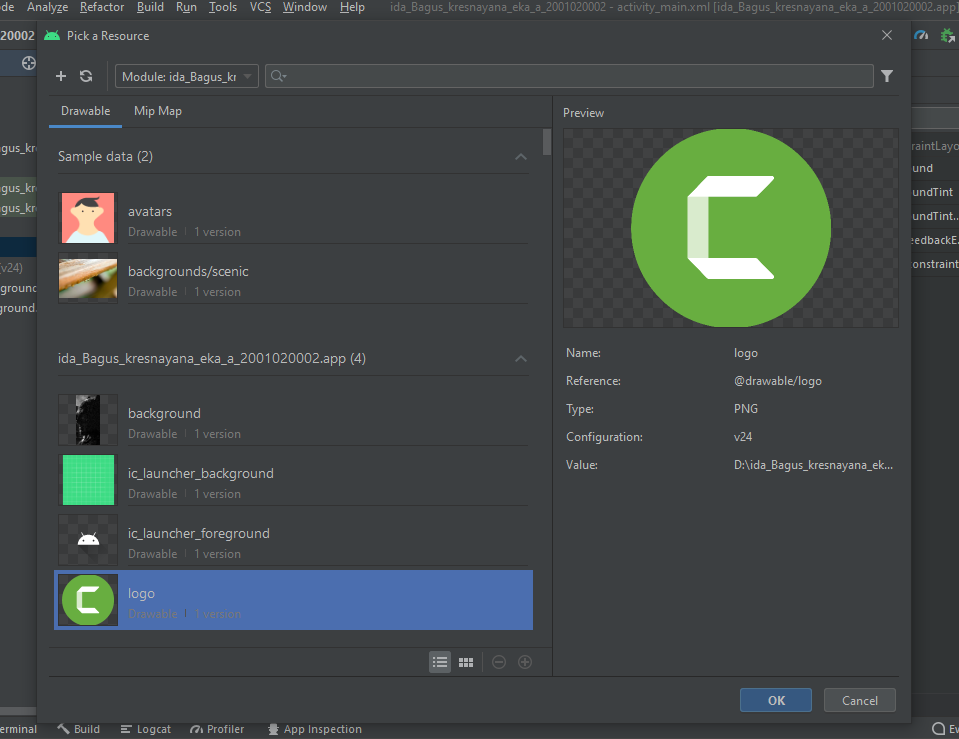 Analyze Refactor Build Run Tools VCS Window Help ida_Bagus_kresnayana_eka_a_2001020002 - activity_main.xml [ida_Bagus_kresnayana_eka_a_2001020002.app]
20002
Pick a Resource
Module: ida_Bagus_kr
Drawable Mip Map
Preview
Sample data (2)
avatars
Drawable 1 version
backgrounds/scenic
Drawable 1 version
ida_Bagus_kresnayana_eka_a_2001020002.app (4)
background
Drawable 1 version
ic_launcher_background
Drawable 1 version
ic_launcher_foreground
Drawable 1 version
logo
Drawable 1 version
Name: logo
Reference: @drawable/logo
Type: PNG
Configuration: v24
Value: D:\ida_Bagus_kresnayana_ek...
OK Cancel
agus_kr
agus_kr
agus_kr
(v24)
ground
ground.
raintLayo
und
undTint
undTint...
eedbackE.
onstraint
erminal Build Logcat Profiler App Inspection Ev